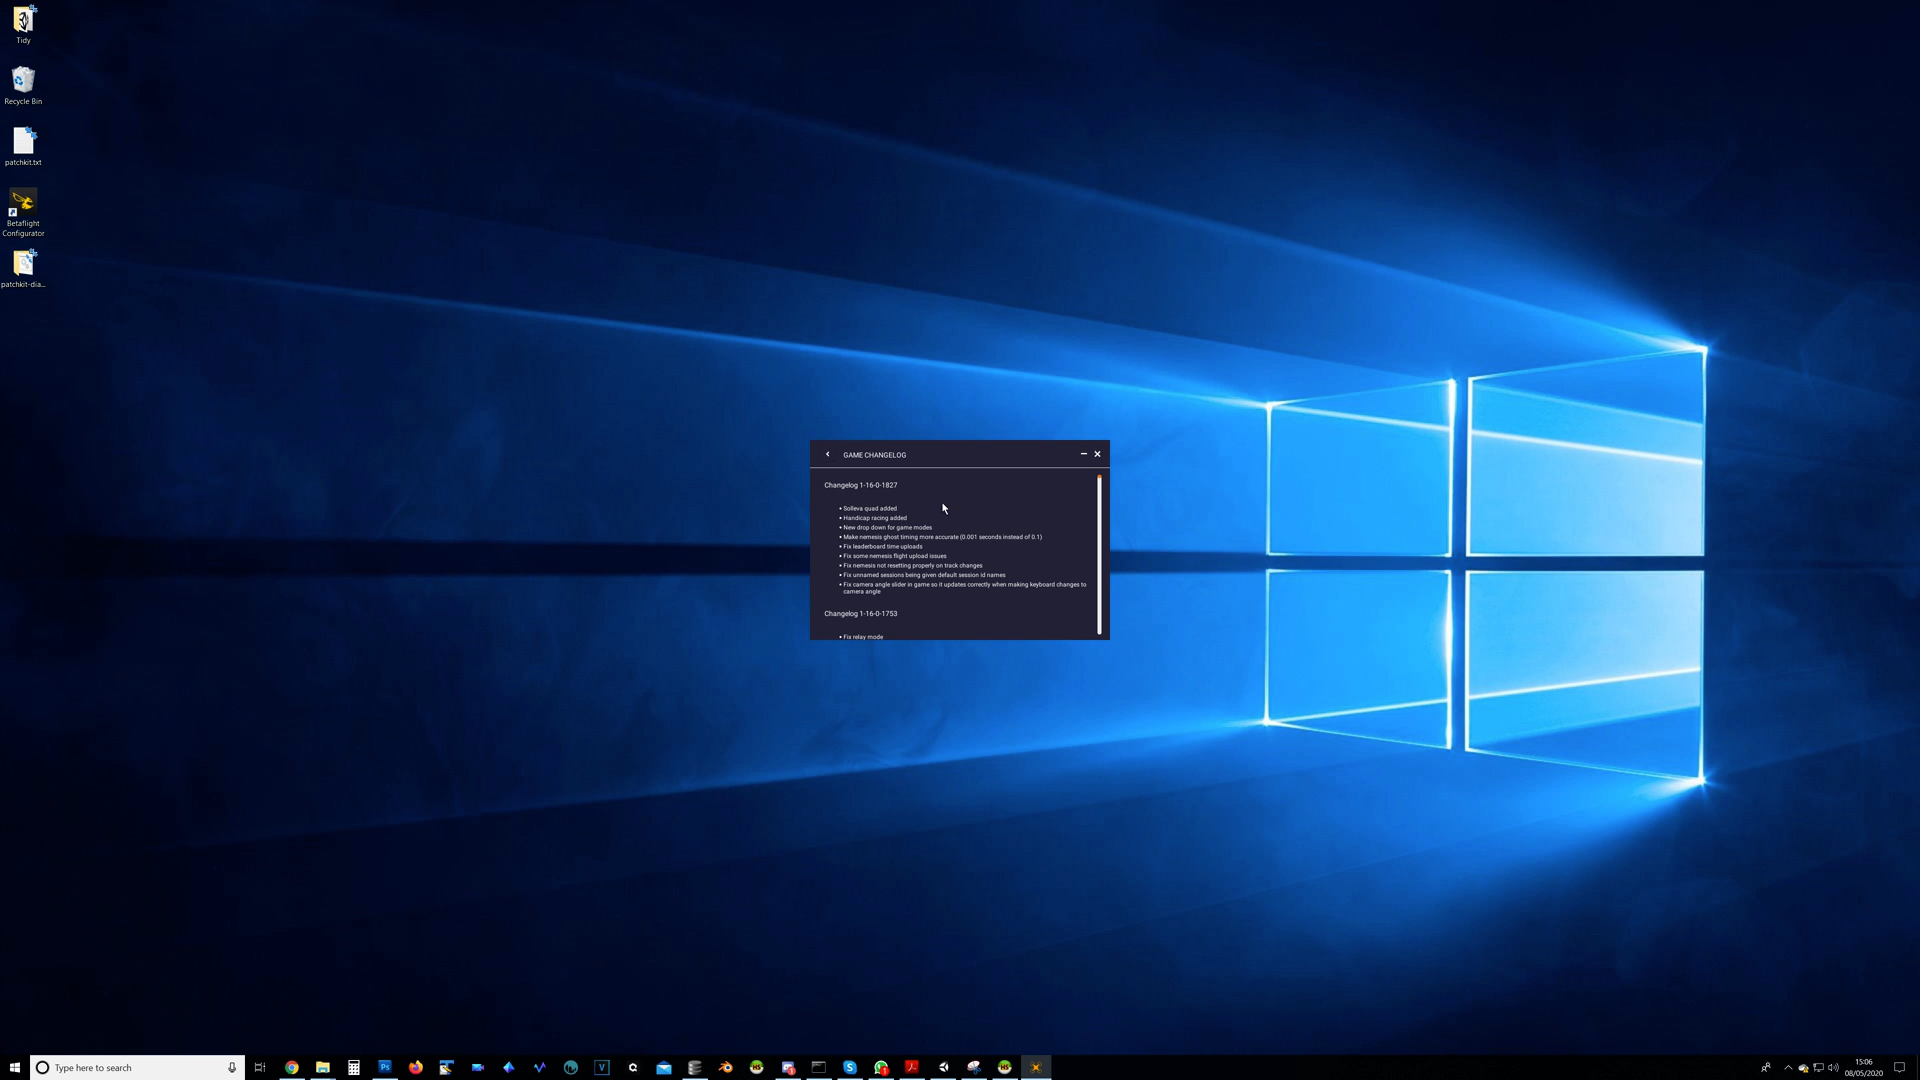 Tidy
Recycle Bin
patchkit.txt
Betaflight
Configurator
patchkit-dia...
GAME CHANGELOG
Changelog 1-16-0-1827
• Solleva quad added
• Handicap racing added
• New drop down for game modes
• Make nemesis ghost timing more accurate (0.001 seconds instead of 0.1)
• Fix leaderboard time uploads
• Fix some nemesis flight upload issues
• Fix nemesis not resetting properly on track changes
• Fix unnamed sessions being given default session id names
• Fix camera angle slider in game so it updates correctly when making keyboard changes to
camera angle
Changelog 1-16-0-1753
• Fix relay mode
Type here to search
15:06
08/05/2020